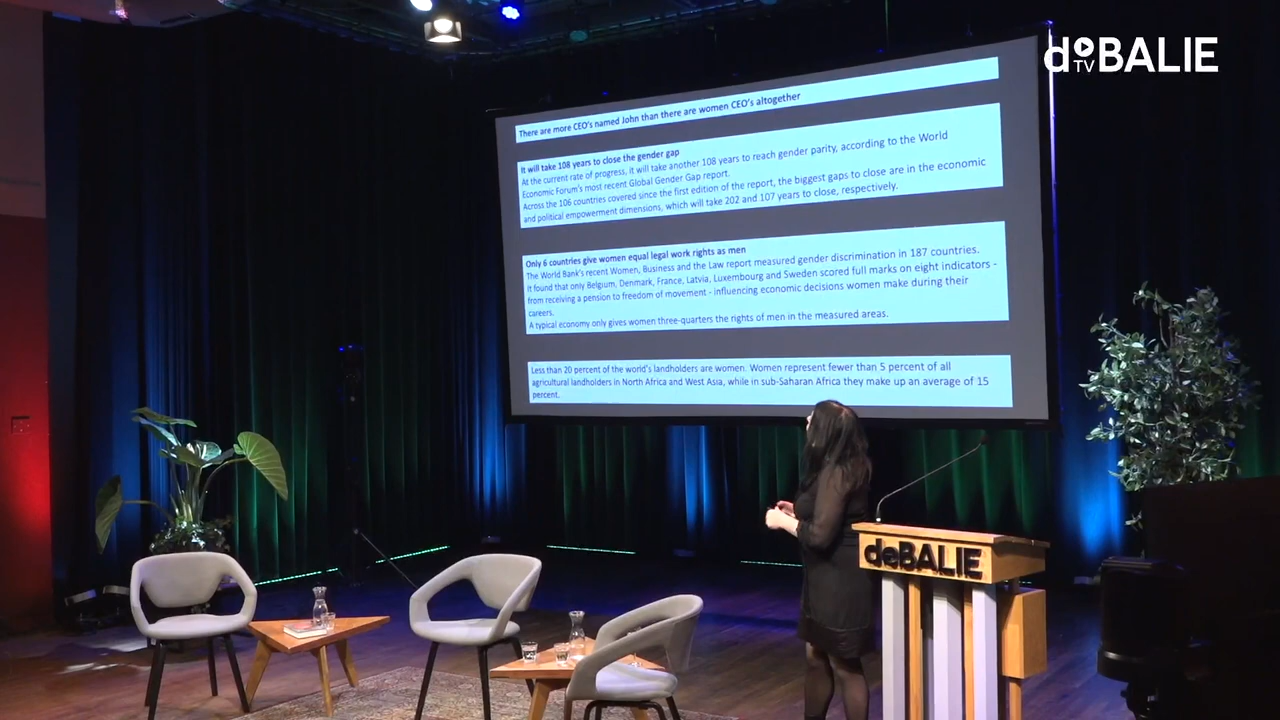 doTVBALIE
There are more CEO's named John than there are women CEO's altogether
It will take 108 years to close the gender gap
At the current rate of progress, it will take another 108 years to reach gender parity, according to the World
Economic Forum's most recent Global Gender Gap report.
Across the 106 countries covered since the first edition of the report, the biggest gaps to close are in the economic
and political empowerment dimensions, which will take 202 and 107 years to close, respectively.
Only 6 countries give women equal legal work rights as men
The World Bank's recent Women, Business and the Law report measured gender discrimination in 187 countries.
It found that only Belgium, Denmark, France, Latvia, Luxembourg and Sweden scored full marks on eight indicators -
from receiving a pension to freedom of movement - influencing economic decisions women make during their
careers.
A typical economy only gives women three-quarters the rights of men in the measured areas.
Less than 20 percent of the world's landholders are women. Women represent fewer than 5 percent of all
agricultural landholders in North Africa and West Asia, while in sub-Saharan Africa they make up an average of 15
percent.
deBALIE